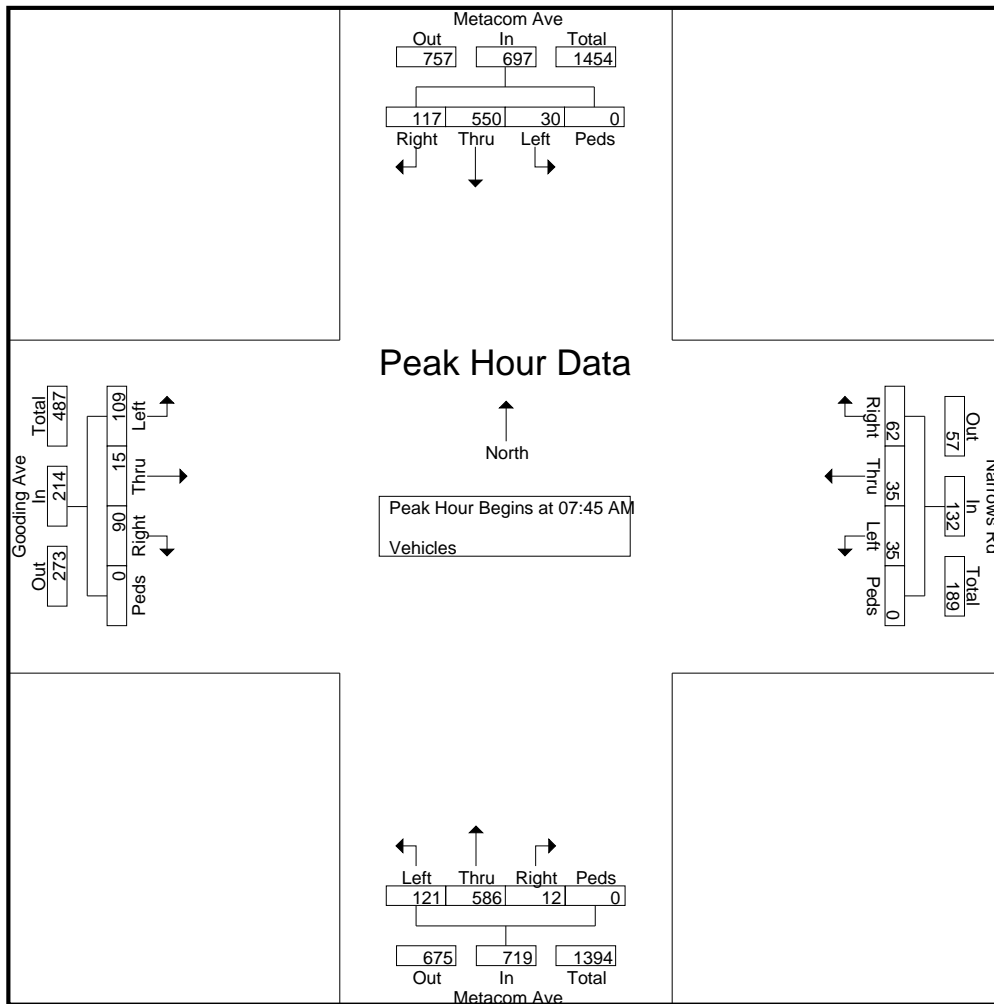 Metacom Ave
Out In Total
757 697 1454
117 550 30 0
Right Thru Left Peds
Peak Hour Data
North
Peak Hour Begins at 07:45 AM
Vehicles
Gooding Ave
Out In Total
273 214 487
0 90 15 109
Peds Right Thru Left
Narrows Rd
Out In Total
57 132 189
62 35 35 0
Right Thru Left Peds
Left Thru Right Peds
121 586 12 0
675 719 1394
Out In Total
Metacom Ave